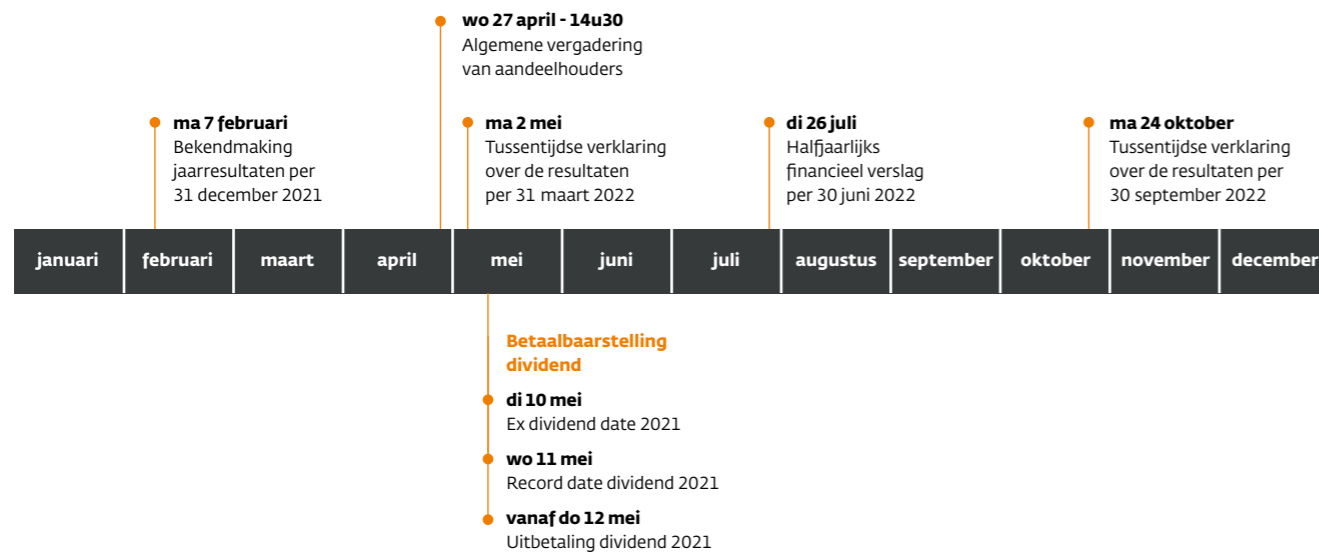 wo 27 april - 14u30
Algemene vergadering
van aandeelhouders
ma 7 februari
Bekendmaking
jaarresultaten per
31 december 2021
ma 2 mei
Tussentijdse verklaring
over de resultaten
per 31 maart 2022
di 26 juli
Halfjaarlijks
financieel verslag
per 30 juni 2022
ma 24 oktober
Tussentijdse verklaring
over de resultaten per
30 september 2022
januari februari maart april mei juni juli augustus september oktober november december
Betaalbaarstelling
dividend
di 10 mei
Ex dividend date 2021
wo 11 mei
Record date dividend 2021
vanaf do 12 mei
Uitbetaling dividend 2021